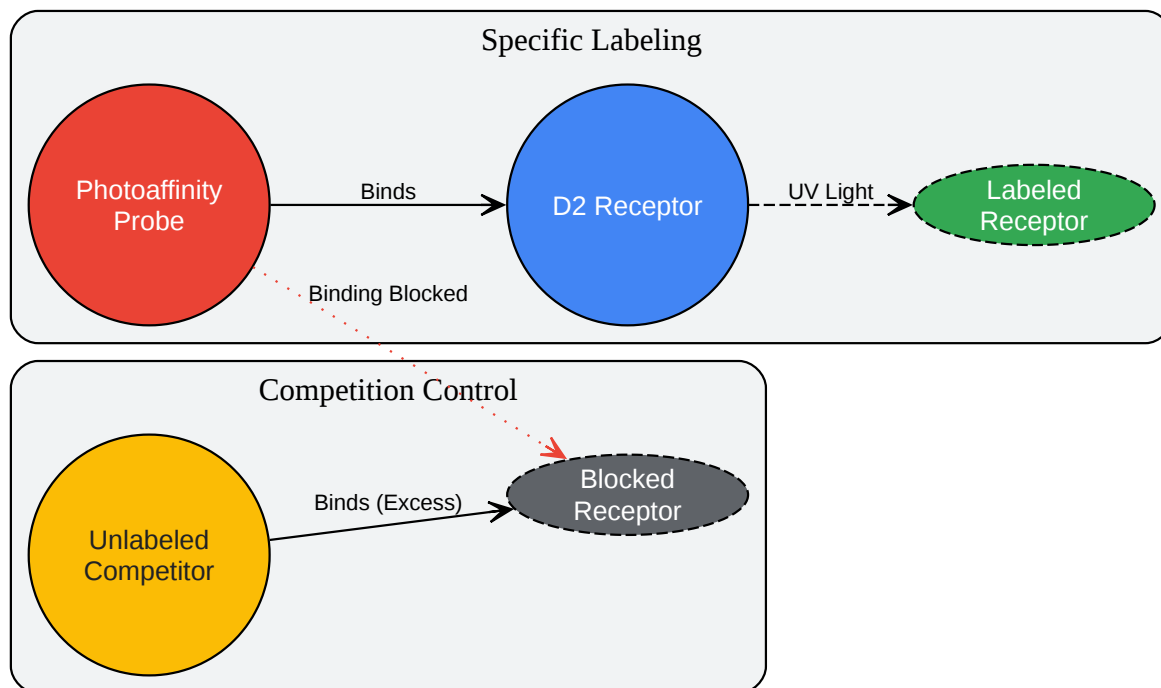 Specific Labeling
Photoaffinity
Probe
Binds
D2 Receptor
UV Light
Labeled
Receptor
Binding Blocked
Competition Control
Unlabeled
Competitor
Binds (Excess)
Blocked
Receptor